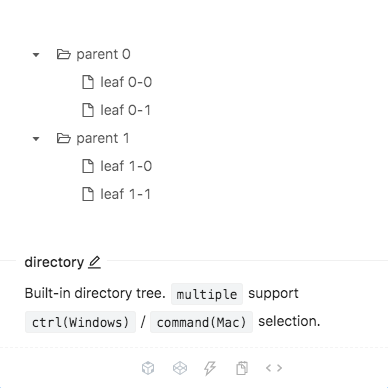 parent 0
leaf 0-0
leaf 0-1
parent 1
leaf 1-0
leaf 1-1
directory
Built-in directory tree. multiple support
ctrl(Windows) / command(Mac) selection.